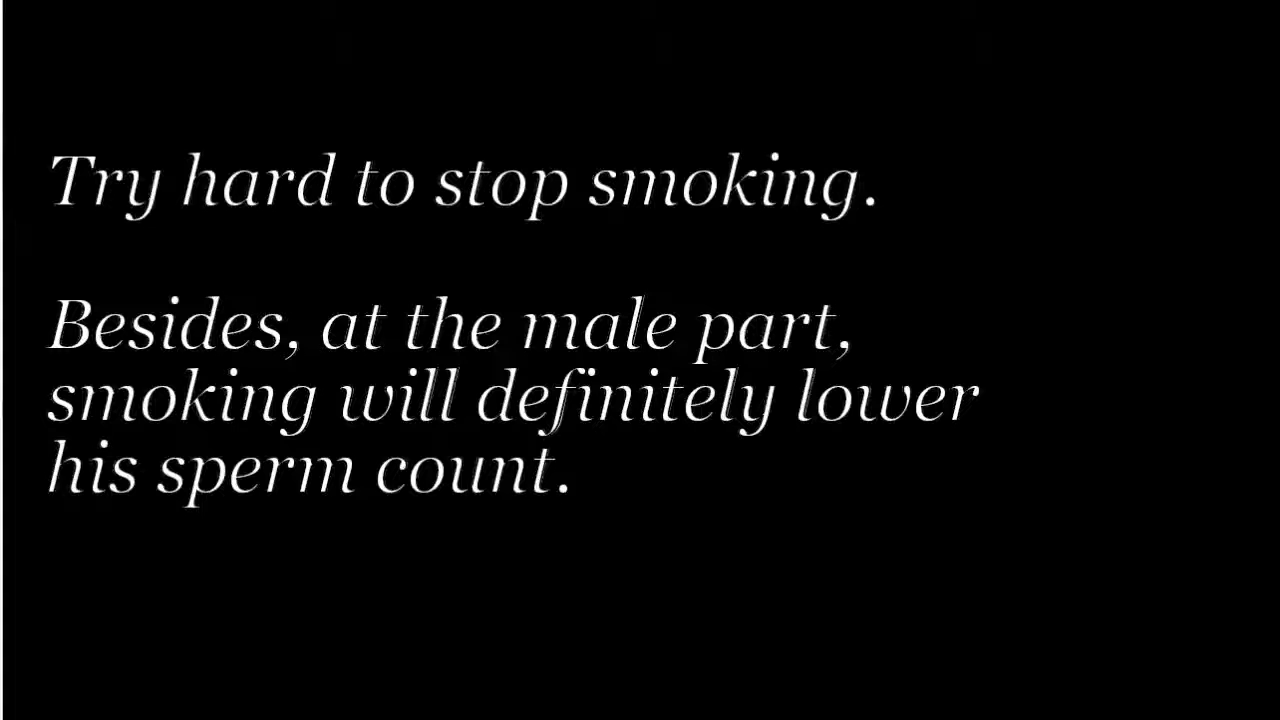 Try hard to stop smoking.
Besides, at the male part,
smoking will definitely lower
his sperm count.